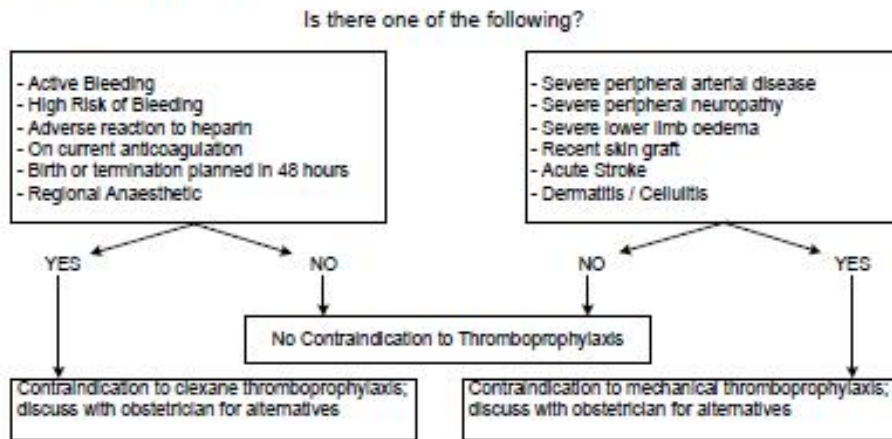 Is there one of the following?
- Active Bleeding
- High Risk of Bleeding
- Adverse reaction to heparin
- On current anticoagulation
- Birth or termination planned in 48 hours
- Regional Anaesthetic
- Severe peripheral arterial disease
- Severe peripheral neuropathy
- Severe lower limb oedema
- Recent skin graft
- Acute Stroke
- Dermatitis / Cellulitis
YES
NO
NO
YES
No Contraindication to Thromboprophylaxis
Contraindication to clexane thromboprophylaxis;
discuss with obstetrician for alternatives
Contraindication to mechanical thromboprophylaxis;
discuss with obstetrician for alternatives